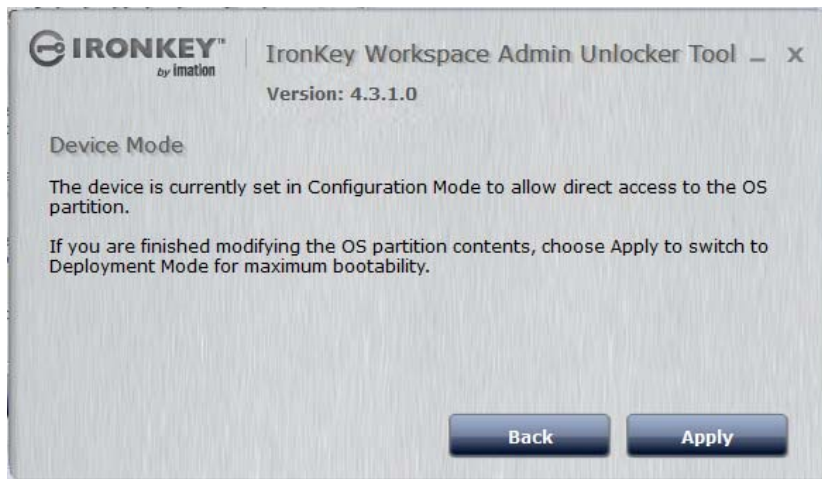 IRONKEY™
by imation
IronKey Workspace Admin Unlocker Tool
Version: 4.3.1.0
Device Mode
The device is currently set in Configuration Mode to allow direct access to the OS
partition.
If you are finished modifying the OS partition contents, choose Apply to switch to
Deployment Mode for maximum bootability.
Back Apply